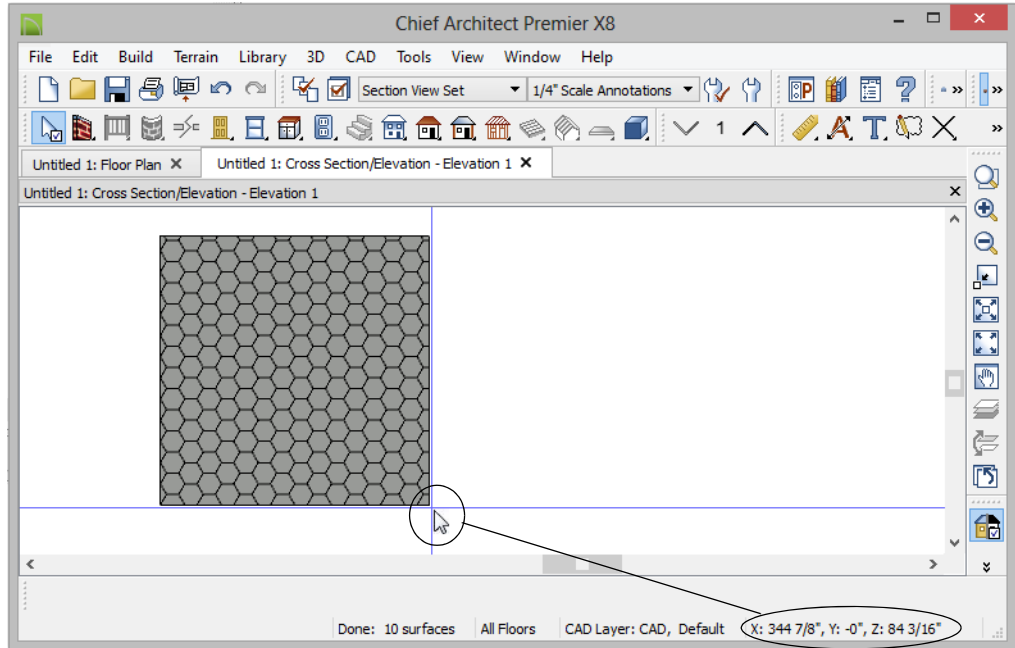 Chief Architect Premier X8
File Edit Build Terrain Library 3D CAD Tools View Window Help
Section View Set 1/4" Scale Annotations
1
Untitled 1: Floor Plan Untitled 1: Cross Section/Elevation - Elevation 1
Untitled 1: Cross Section/Elevation - Elevation 1
Done: 10 surfaces All Floors CAD Layer: CAD, Default X: 344 7/8", Y: -0", Z: 84 3/16"